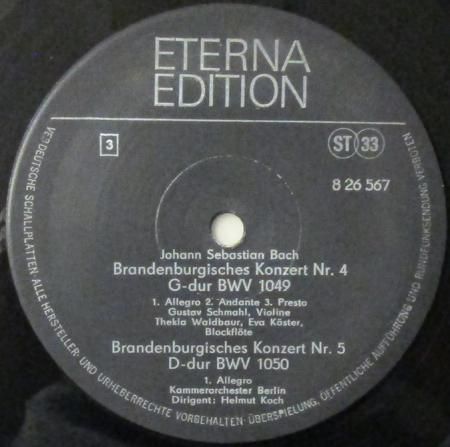 ETERNA
EDITION
3
ST 33
8 26 567
Johann Sebastian Bach
Brandenburgisches Konzert Nr. 4
G-dur BWV 1049
1. Allegro 2. Andante 3. Presto
Gustav Schmahl, Violine
Thekla Waldbaur, Eva Köster,
Blockflöte
Brandenburgisches Konzert Nr. 5
D-dur BWV 1050
1. Allegro
Kammerorchester Berlin
Dirigent: Helmut Koch
VEB DEUTSCHE SCHALLPLATTEN ALLE HERSTELLER- UND URHEBERRECHTE VORBEHALTEN · ÜBERSPIELUNG, ÖFFENTLICHE AUFFÜHRUNG UND RUNDFUNKSENDUNG VERBOTEN